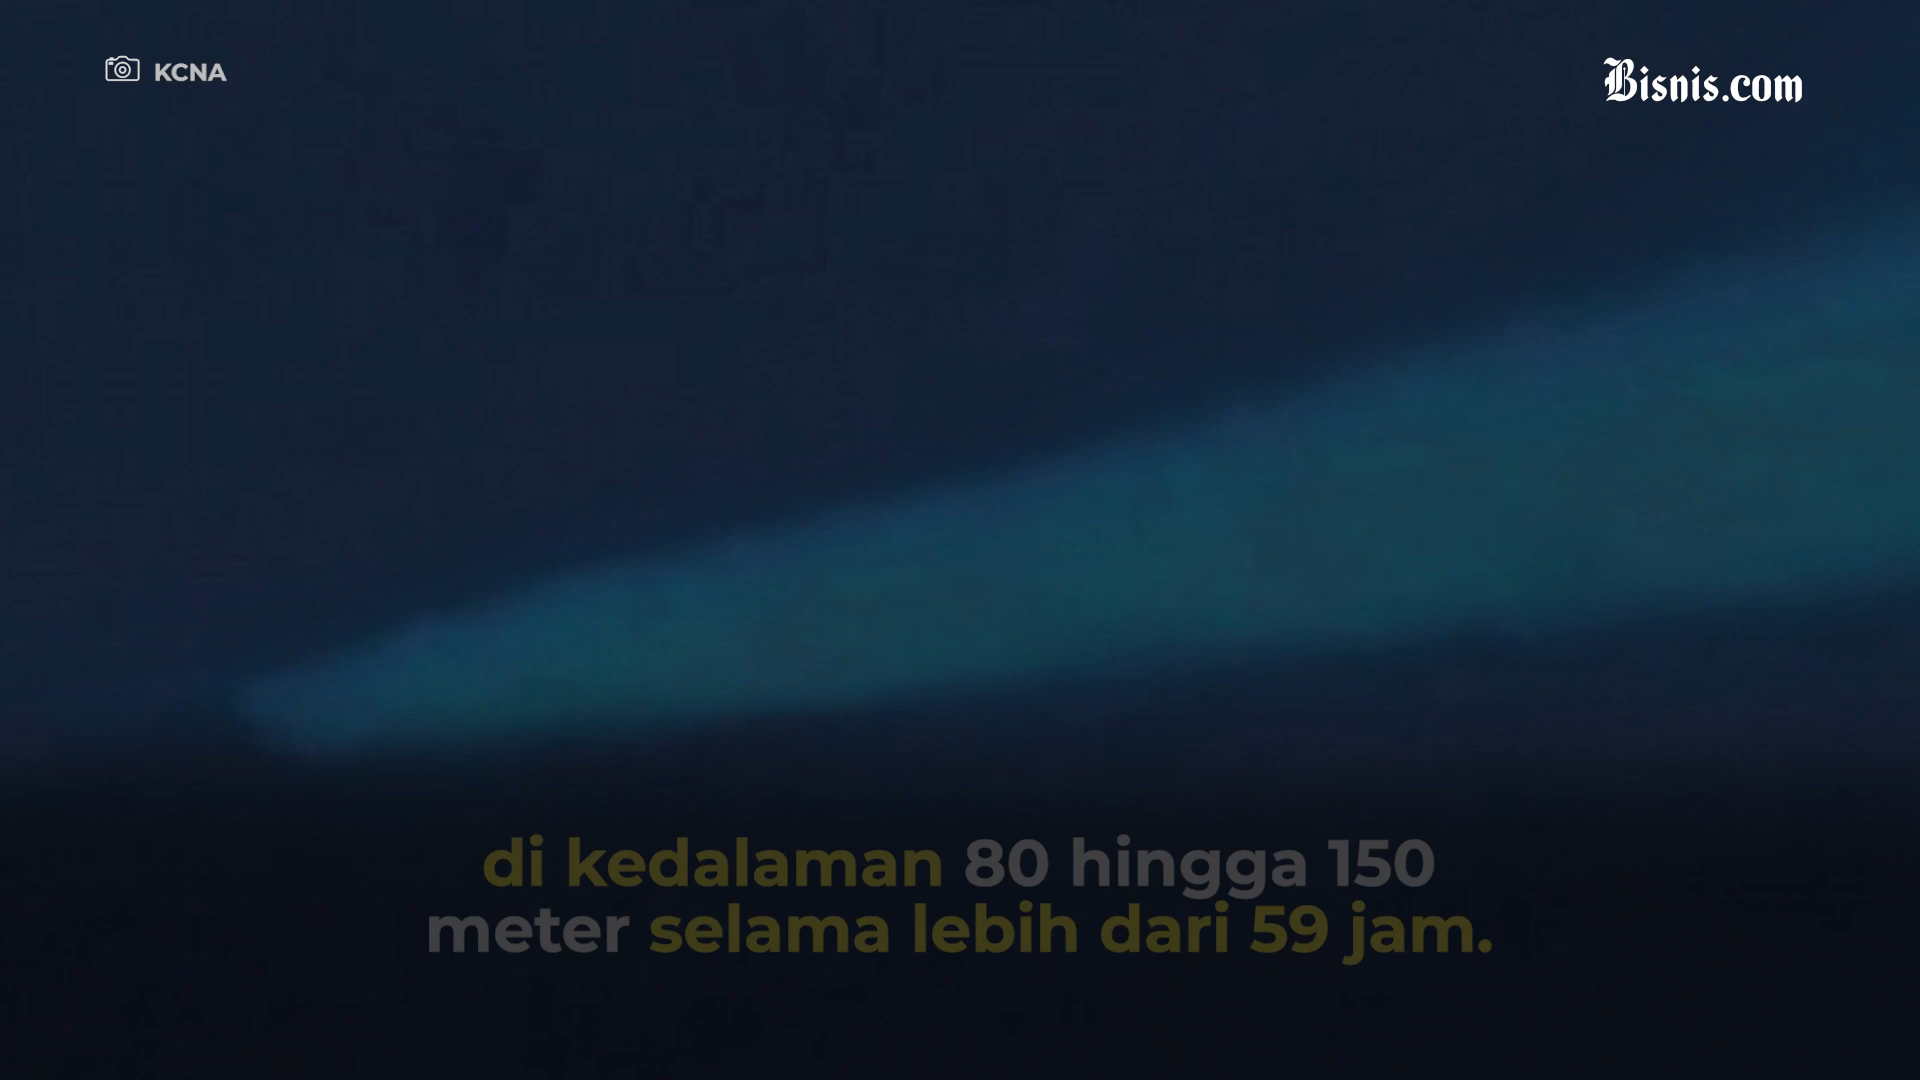 KCNA
Bisnis.com
di kedalaman 80 hingga 150
meter selama lebih dari 59 jam.